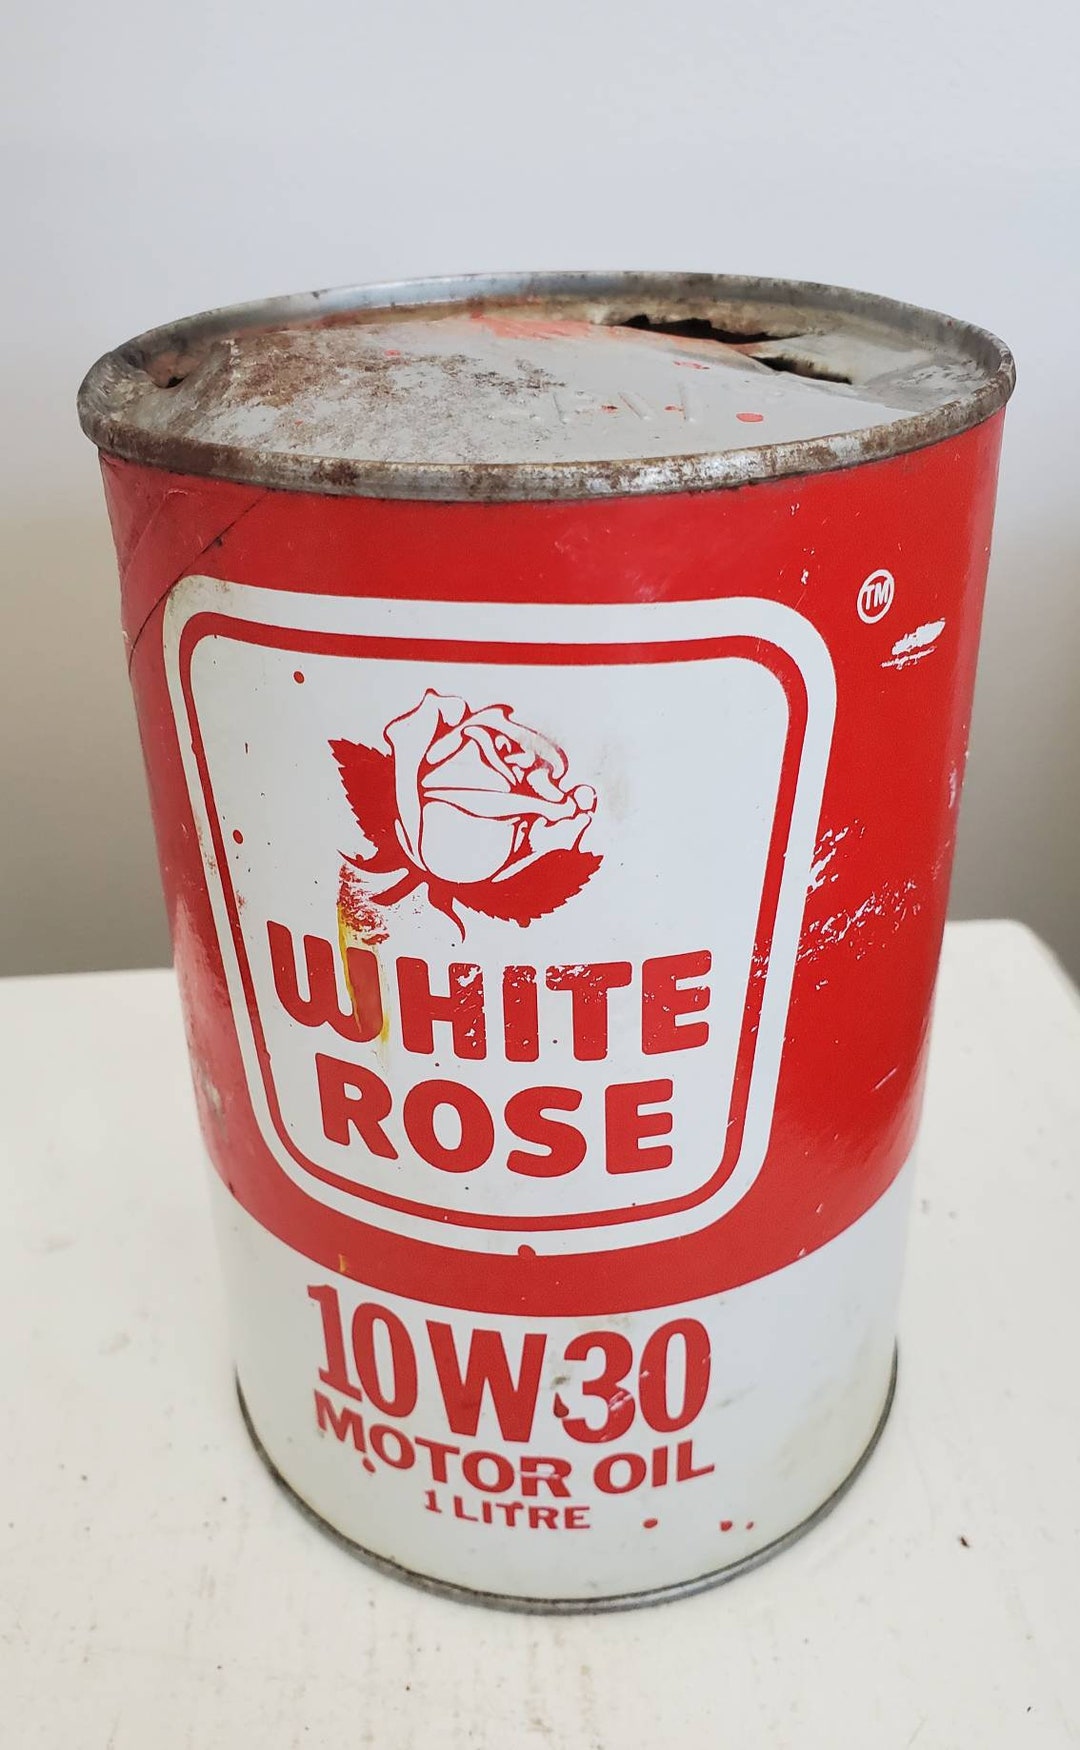 TM
WHITE
ROSE
10W30
MOTOR OIL
1 LITRE